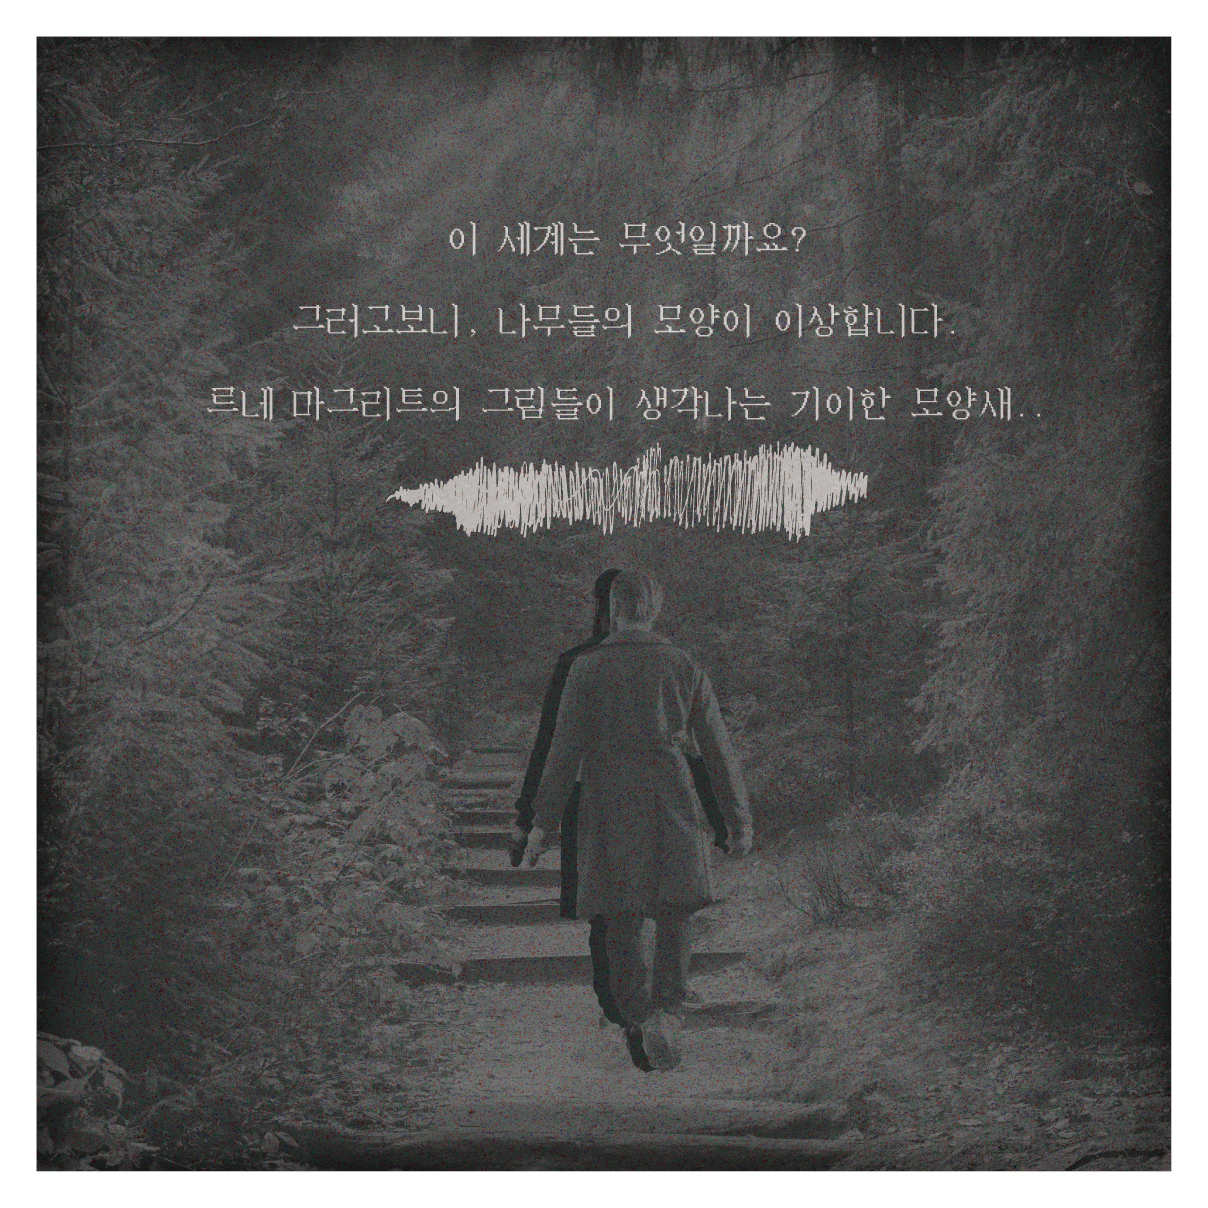 이 세계는 무엇일까요?
그러고보니, 나무들의 모양이 이상합니다.
르네 마그리트의 그림들이 생각나는 기이한 모양새..